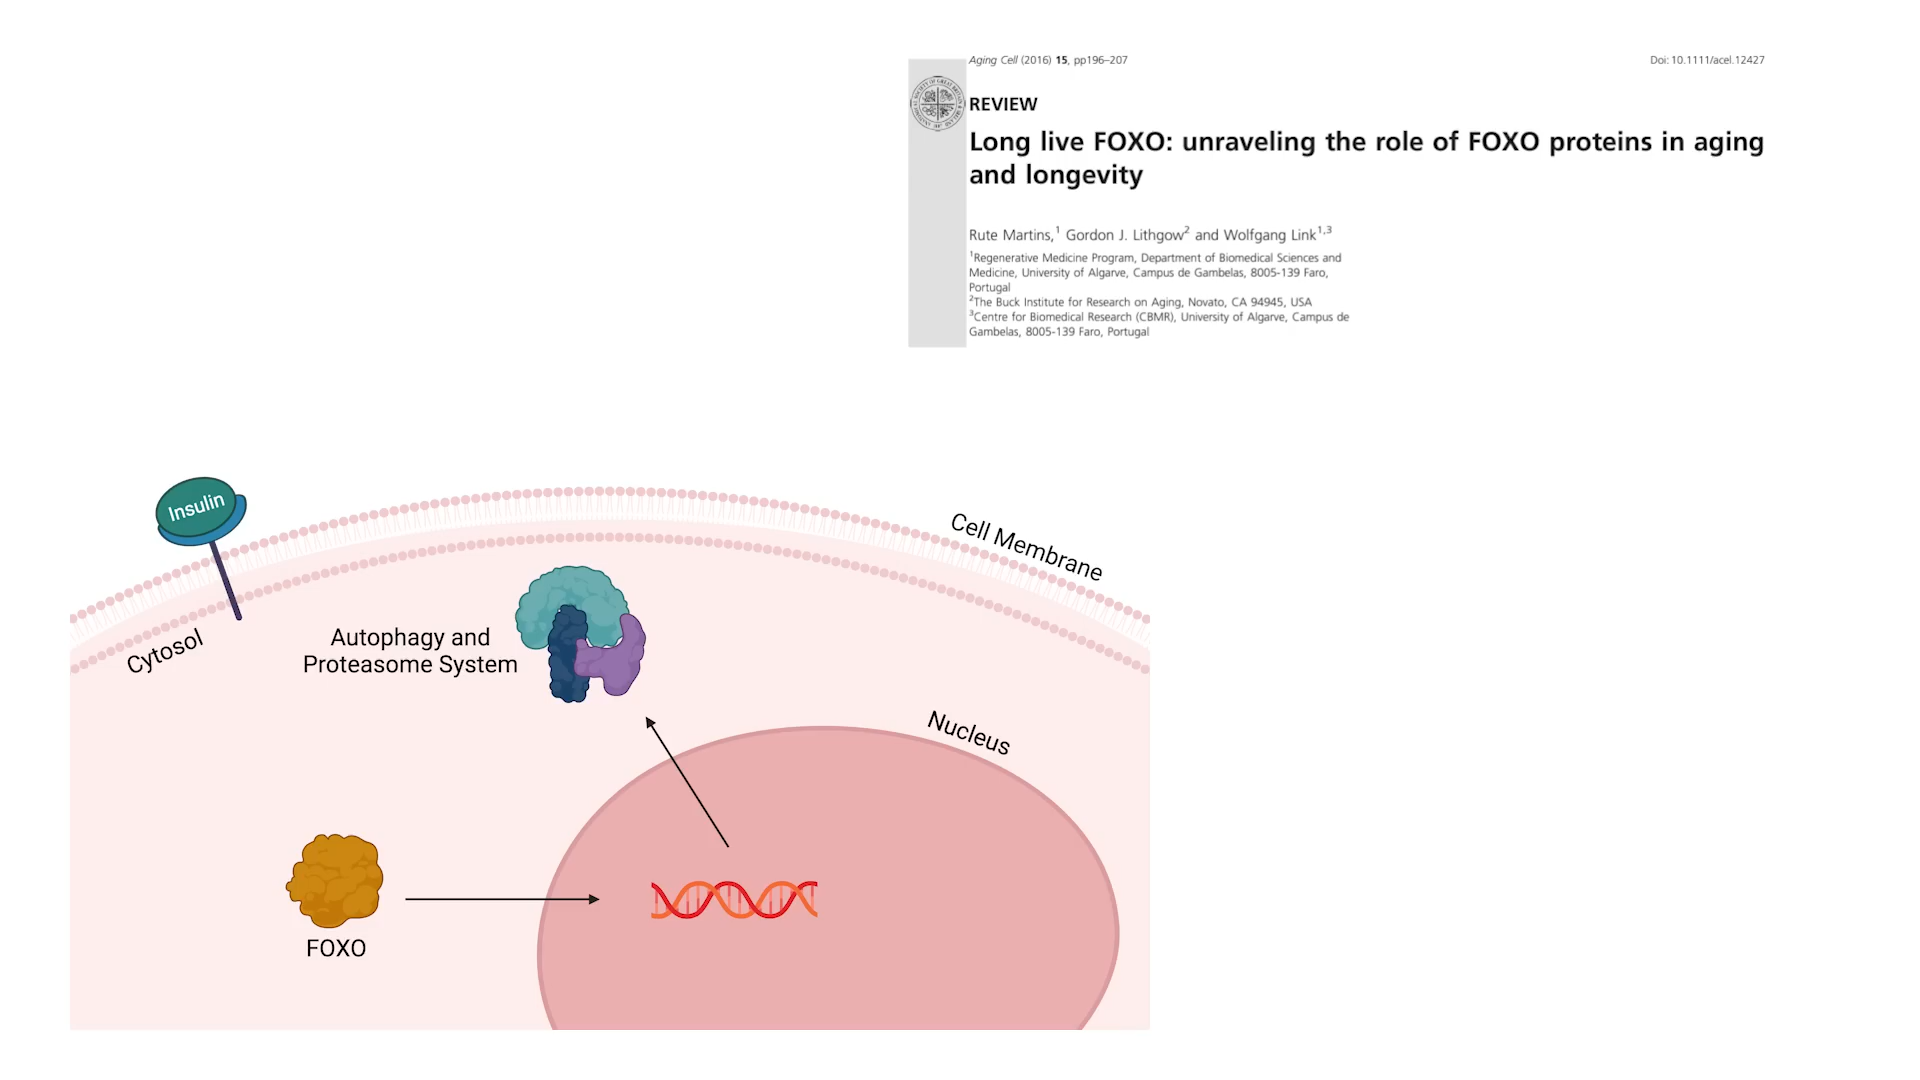 Aging Cell (2016) 15, pp196–207
Doi: 10.1111/acel.12427
REVIEW
Long live FOXO: unraveling the role of FOXO proteins in aging
and longevity
Rute Martins,1 Gordon J. Lithgow2 and Wolfgang Link1,3
1Regenerative Medicine Program, Department of Biomedical Sciences and
Medicine, University of Algarve, Campus de Gambelas, 8005-139 Faro,
Portugal
2The Buck Institute for Research on Aging, Novato, CA 94945, USA
3Centre for Biomedical Research (CBMR), University of Algarve, Campus de
Gambelas, 8005-139 Faro, Portugal
Insulin
Cell Membrane
Cytosol
Autophagy and
Proteasome System
Nucleus
FOXO